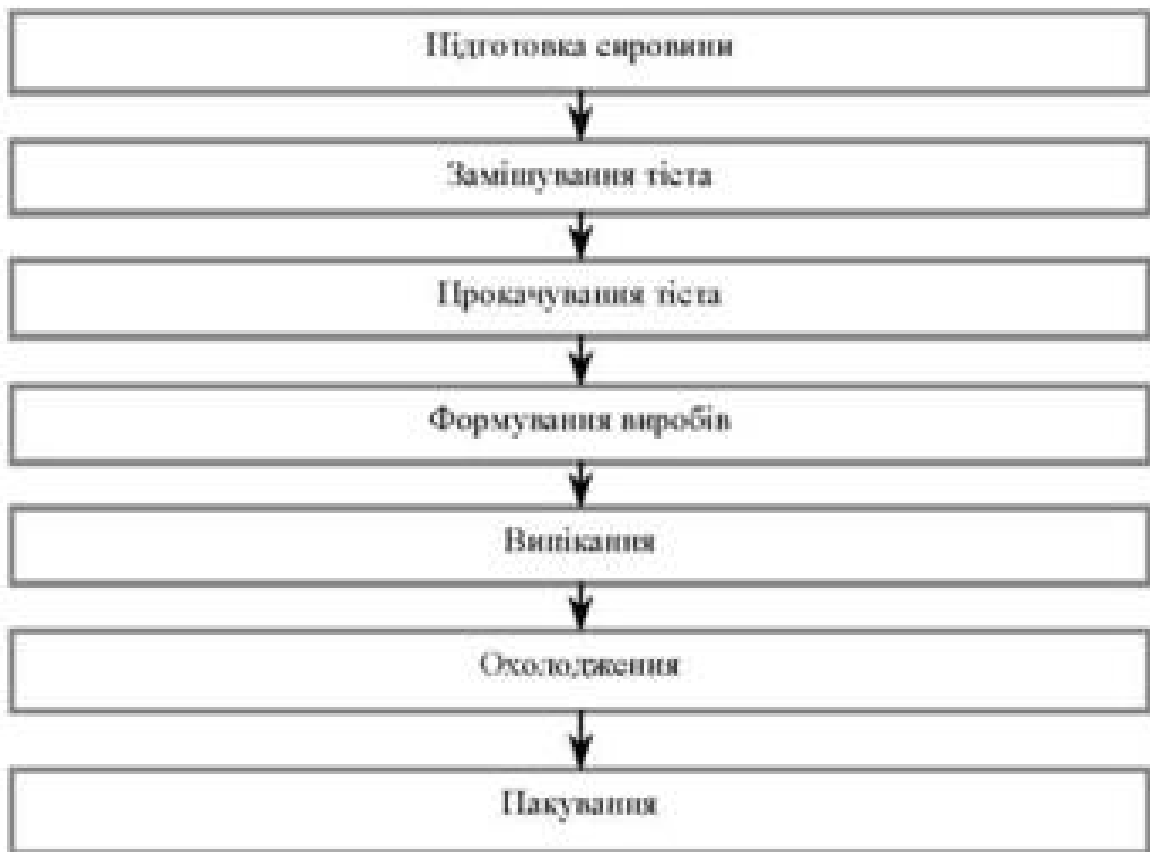 Підготовка сировини
Замішування тіста
Прокачування тіста
Формування виробів
Випікання
Охолодження
Пакування